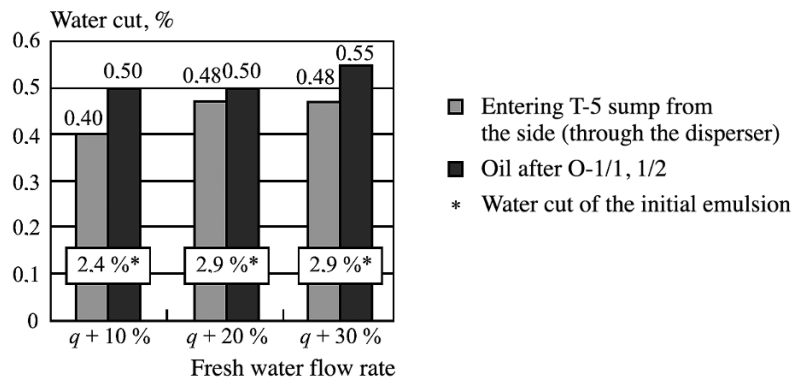 Water cut, %
0.6
0.5
0.4
0.3
0.2
0.1
0
0.40
0.50
0.48
0.50
0.48
0.55
2.4 %*
2.9 %*
2.9 %*
q + 10 %
q + 20 %
q + 30 %
Fresh water flow rate
Entering T-5 sump from
the side (through the disperser)
Oil after O-1/1, 1/2
* Water cut of the initial emulsion